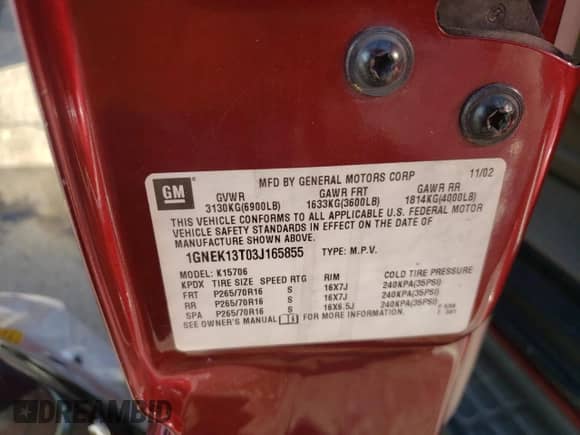 MFD BY GENERAL MOTORS CORP 11/02
GM
GVWR GAWR FRT GAWR RR
3130KG(6900LB) 1633KG(3600LB) 1814KG(4000LB)
THIS VEHICLE CONFORMS TO ALL APPLICABLE U.S. FEDERAL MOTOR
VEHICLE SAFETY STANDARDS IN EFFECT ON THE DATE OF
MANUFACTURE SHOWN ABOVE.
1GNEK13T03J165855 TYPE: M.P.V.
MODEL: K15706
KPDX TIRE SIZE SPEED RTG RIM COLD TIRE PRESSURE
FRT P265/70R16 S 16X7J 240KPA(35PSI)
RR P265/70R16 S 16X7J 240KPA(35PSI)
SPA P265/70R16 S 16X6.5J 240KPA(35PSI)
SEE OWNER'S MANUAL FOR MORE INFORMATION.
DREAMBID